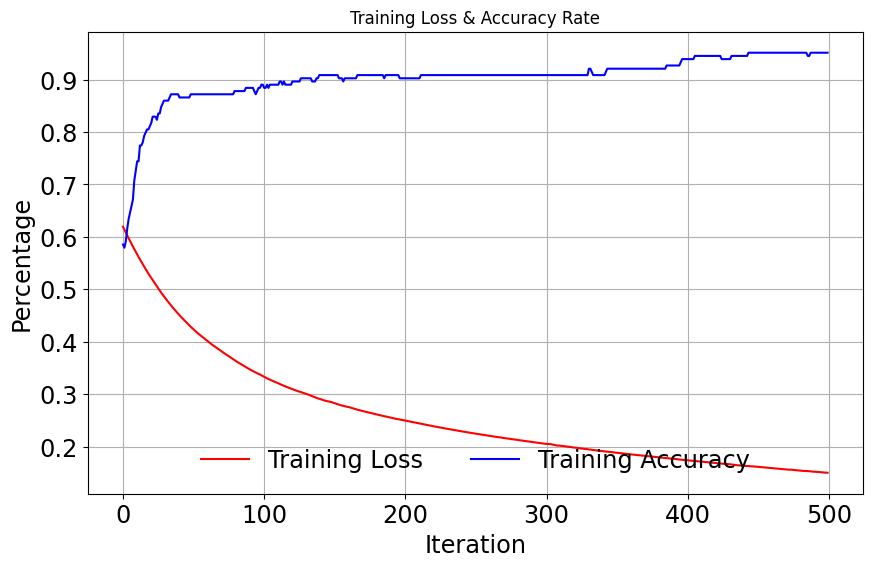 Training Loss & Accuracy Rate
Percentage
0.9
0.8
0.7
0.6
0.5
0.4
0.3
0.2
Training Loss Training Accuracy
0 100 200 300 400 500
Iteration